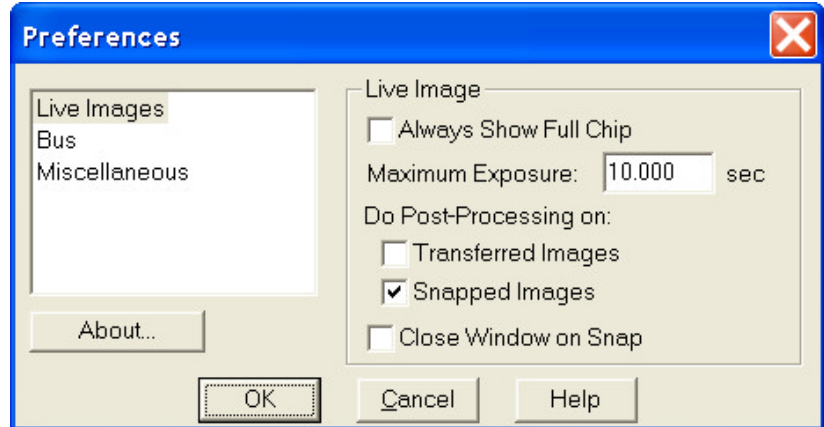 Preferences
Live Images
Bus
Miscellaneous
About...
Live Image
Always Show Full Chip
Maximum Exposure: 10.000 sec
Do Post-Processing on:
Transferred Images
Snapped Images
Close Window on Snap
OK Cancel Help